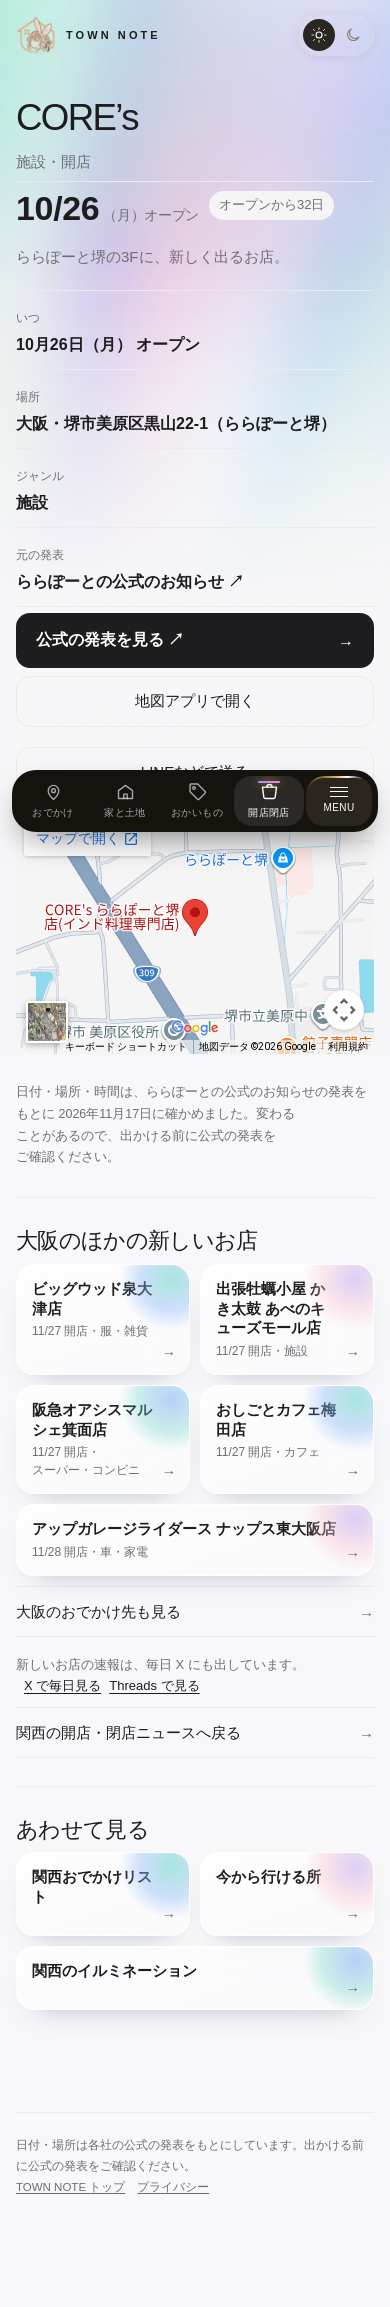 TOWN NOTE
CORE’s
施設・開店
10/26（月）オープン オープンから32日
ららぽーと堺の3Fに、新しく出るお店。
いつ
10月26日（月） オープン
場所
大阪・堺市美原区黒山22-1（ららぽーと堺）
ジャンル
施設
元の発表
ららぽーとの公式のお知らせ ↗
公式の発表を見る ↗ →
地図アプリで開く
おでかけ 家と土地 おかいもの 開店閉店 MENU
マップで開く
ららぽーと堺
CORE's ららぽーと堺
店(インド料理専門店)
309
堺市立美原中
市 美原区役所
Google
キーボード ショートカット 地図データ ©2026 Google 利用規約
日付・場所・時間は、ららぽーとの公式のお知らせの発表を
もとに 2026年11月17日に確かめました。変わる
ことがあるので、出かける前に公式の発表を
ご確認ください。
大阪のほかの新しいお店
ビッグウッド泉大
津店
11/27 開店・服・雑貨
→
出張牡蠣小屋 か
き太鼓 あべのキ
ューズモール店
11/27 開店・施設
→
阪急オアシスマル
シェ箕面店
11/27 開店・
スーパー・コンビニ
→
おしごとカフェ梅
田店
11/27 開店・カフェ
→
アップガレージライダース ナップス東大阪店
11/28 開店・車・家電
→
大阪のおでかけ先も見る →
新しいお店の速報は、毎日 X にも出しています。
X で毎日見る Threads で見る
関西の開店・閉店ニュースへ戻る →
あわせて見る
関西おでかけリス
ト
→
今から行ける所
→
関西のイルミネーション
→
日付・場所は各社の公式の発表をもとにしています。出かける前
に公式の発表をご確認ください。
TOWN NOTE トップ プライバシー